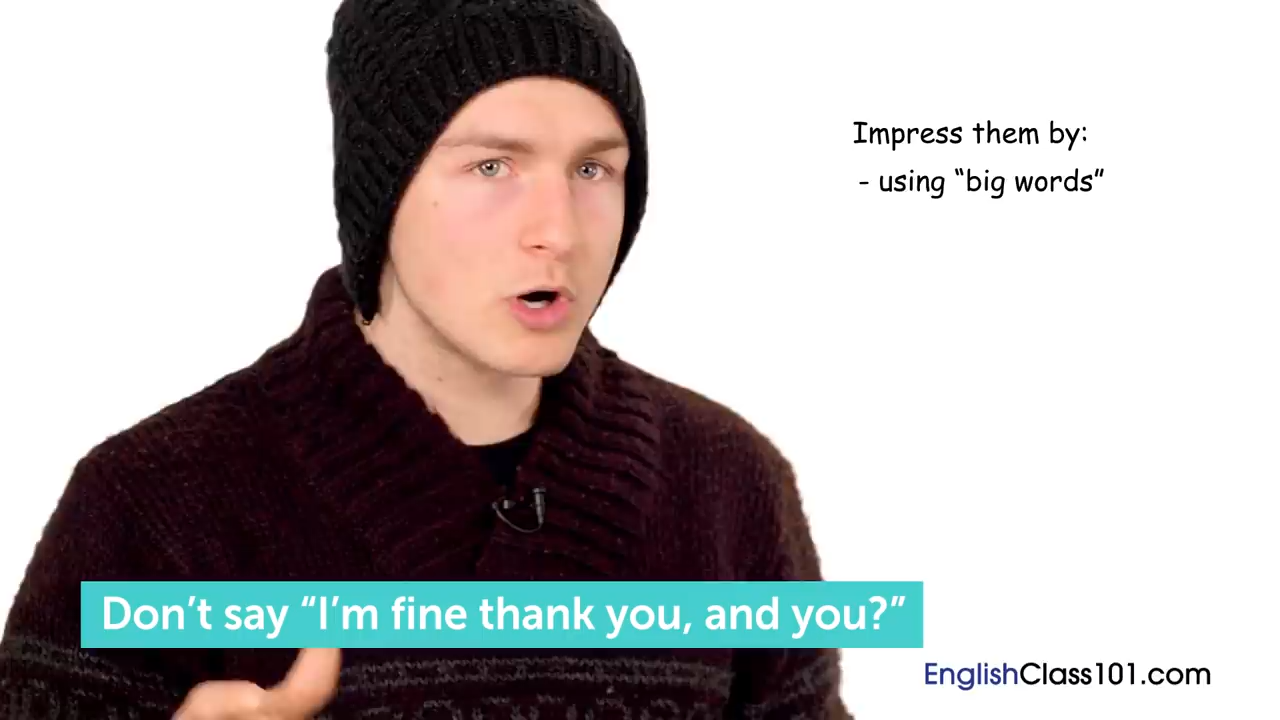 Impress them by:
- using “big words”
Don’t say “I’m fine thank you, and you?”
EnglishClass101.com